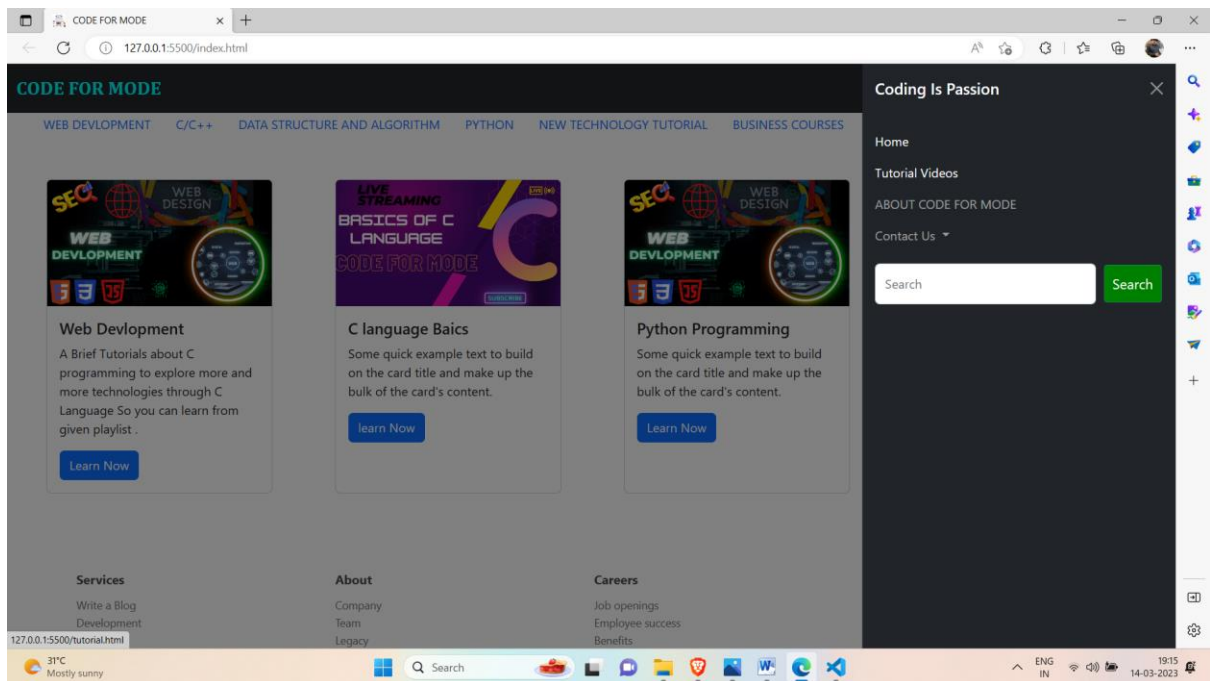 CODE FOR MODE
127.0.0.1:5500/index.html
CODE FOR MODE
WEB DEVLOPMENT C/C++ DATA STRUCTURE AND ALGORITHM PYTHON NEW TECHNOLOGY TUTORIAL BUSINESS COURSES
SEO
WEB
DESIGN
WEB
DEVLOPMENT
LIVE
STREAMING
LIVE
BASICS OF C
LANGUAGE
CODE FOR MODE
SUBSCRIBE
SEO
WEB
DESIGN
WEB
DEVLOPMENT
Web Devlopment
A Brief Tutorials about C
programming to explore more and
more technologies through C
Language So you can learn from
given playlist .
Learn Now
C language Baics
Some quick example text to build
on the card title and make up the
bulk of the card's content.
learn Now
Python Programming
Some quick example text to build
on the card title and make up the
bulk of the card's content.
Learn Now
Services
Write a Blog
Development
About
Company
Team
Legacy
Careers
Job openings
Employee success
Benefits
Coding Is Passion
Home
Tutorial Videos
ABOUT CODE FOR MODE
Contact Us
Search
Search
127.0.0.1:5500/tutorial.html
31°C
Mostly sunny
Search
ENG
IN
19:15
14-03-2023